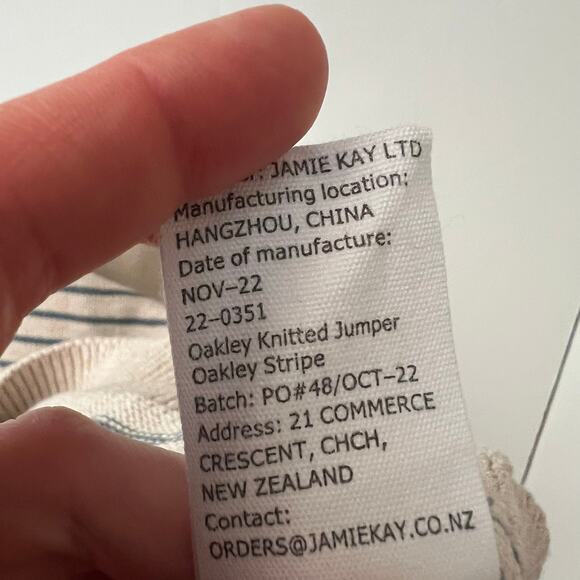 JAMIE KAY LTD
Manufacturing location:
HANGZHOU, CHINA
Date of manufacture:
NOV-22
22-0351
Oakley Knitted Jumper
Oakley Stripe
Batch: PO#48/OCT-22
Address: 21 COMMERCE
CRESCENT, CHCH,
NEW ZEALAND
Contact:
ORDERS@JAMIEKAY.CO.NZ